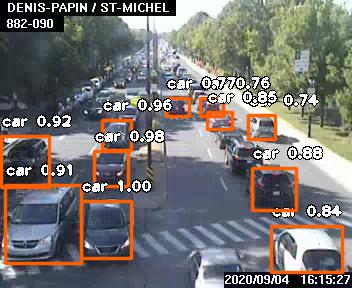 DENIS-PAPIN / ST-MICHEL
882-090
car 0.77 0.76
car 0.96
car 0.85
0.74
car 0.92
car 0.98
car 0.88
car 0.91
car 1.00
car 0.84
2020/09/04 16:15:27